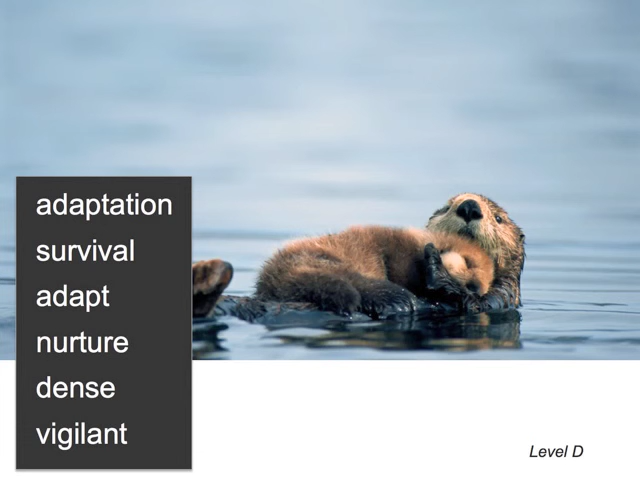 adaptation
survival
adapt
nurture
dense
vigilant
Level D